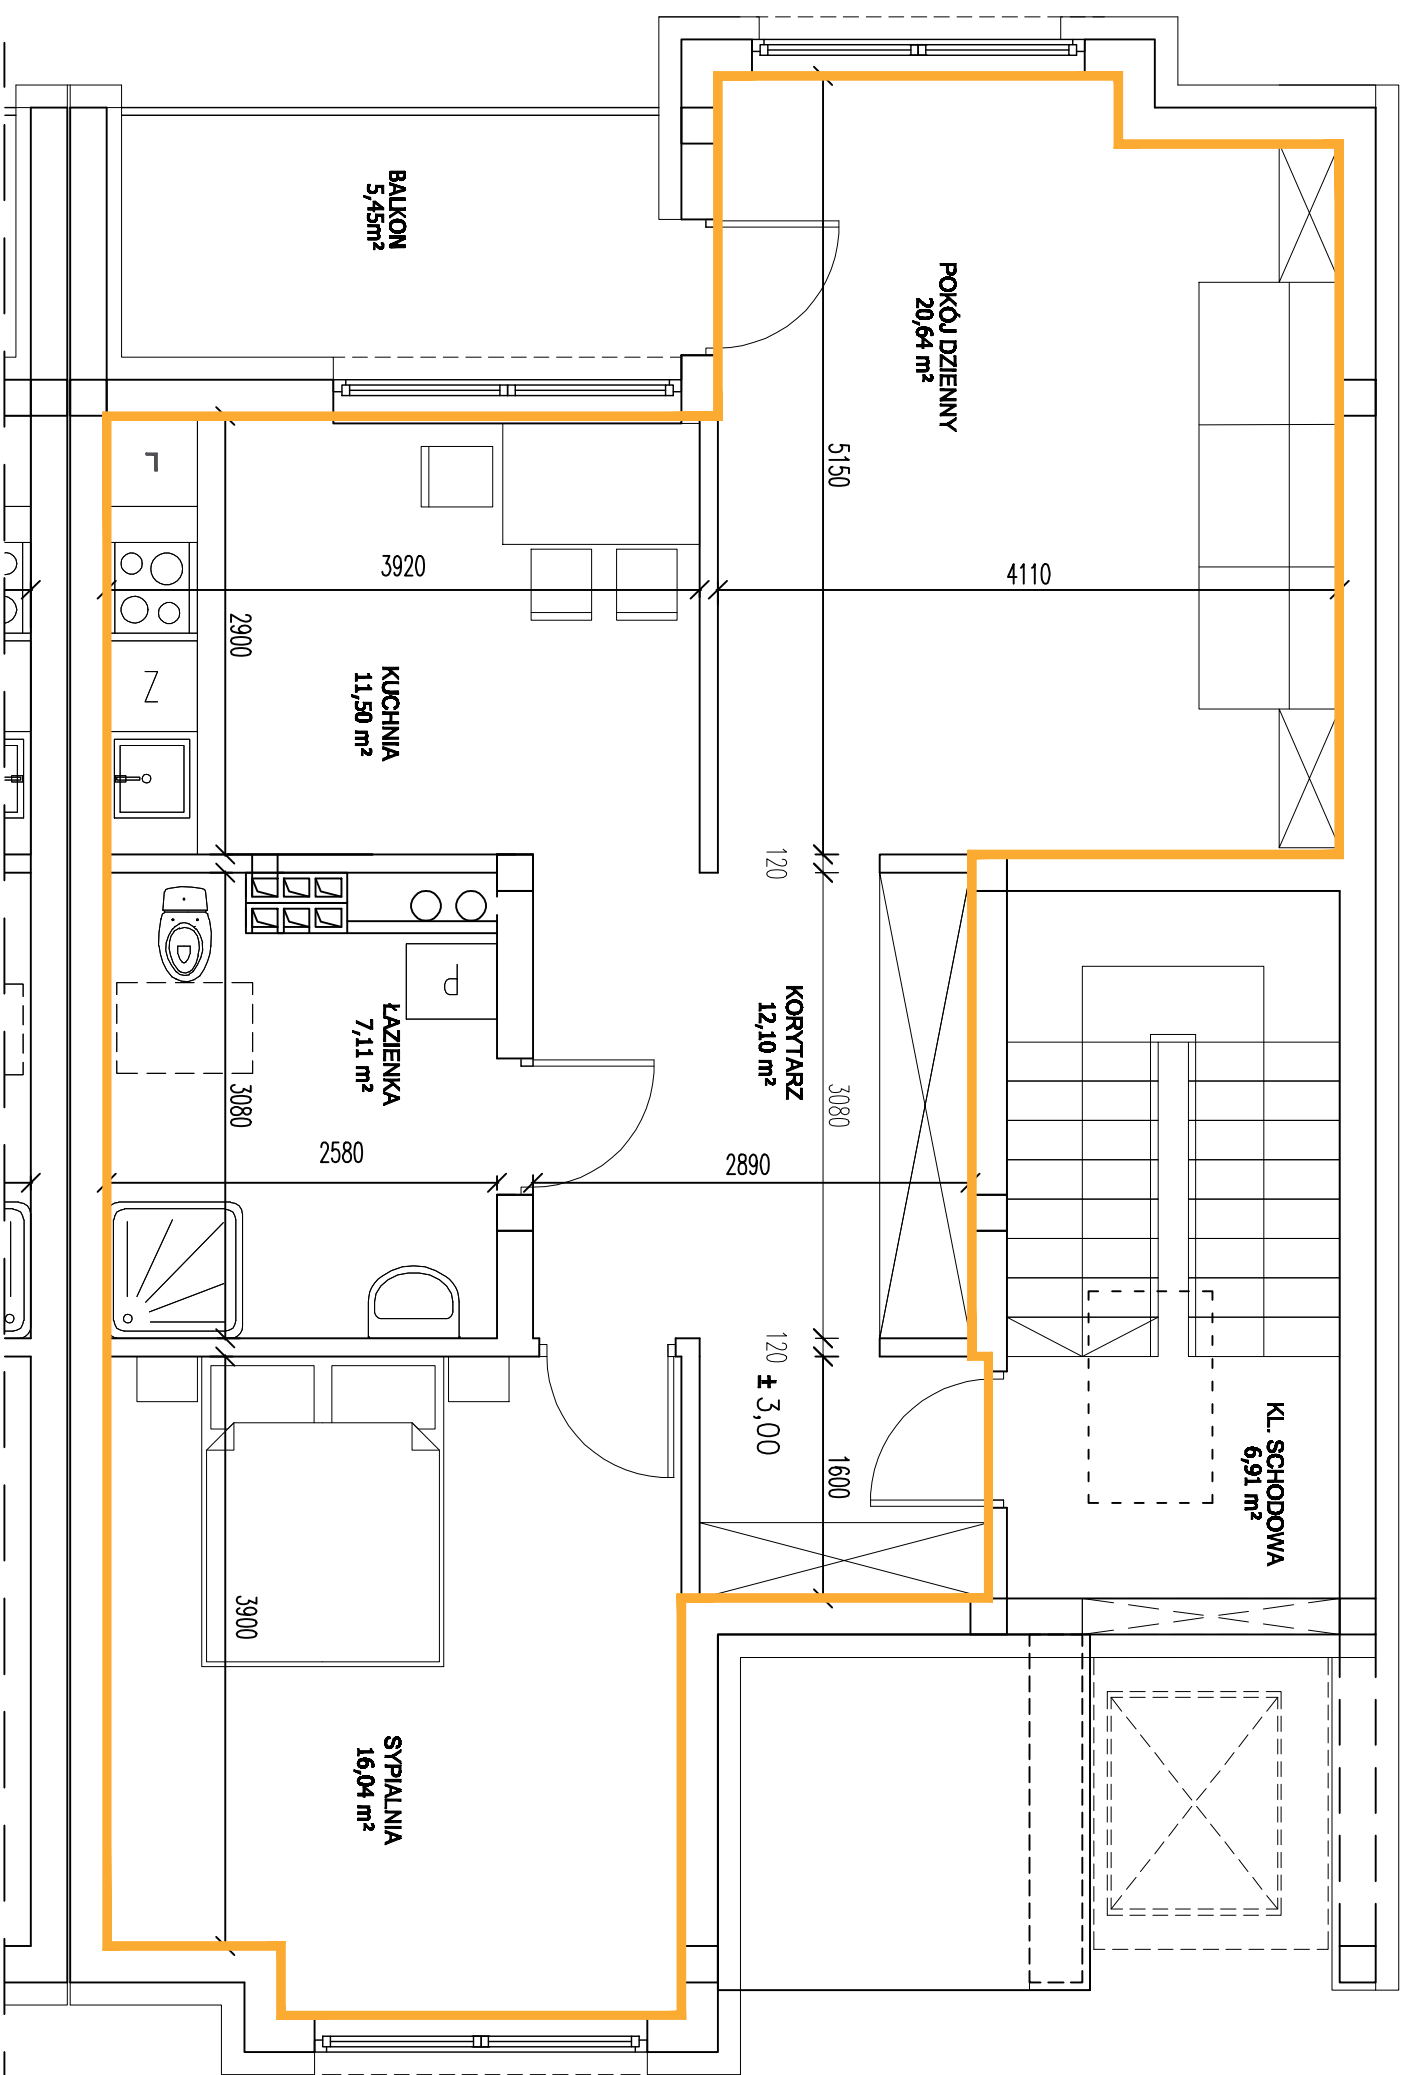 BALKON
5,45m²
POKÓJ DZIENNY
20,64 m²
5150
4110
3920
2900
L
Z
KUCHNIA
11,50 m²
120
P
ŁAZIENKA
7,11 m²
3080
2580
KORYTARZ
12,10 m²
3080
2890
120
± 3,00
1600
KL. SCHODOWA
6,91 m²
3900
SYPIALNIA
16,04 m²